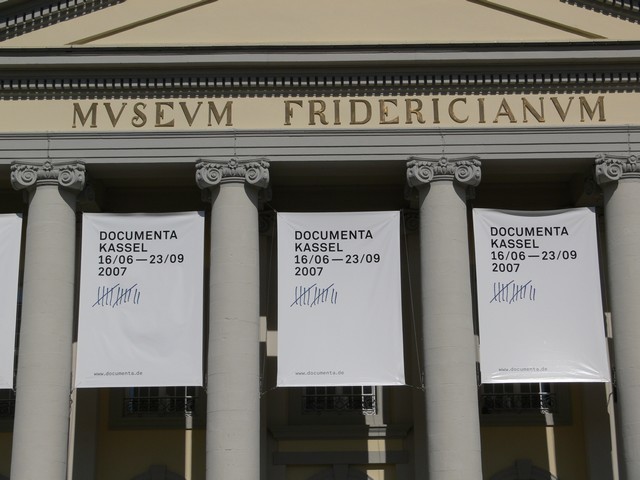 MVSEVM FRIDERICIANVM
DOCUMENTA
KASSEL
16/06—23/09
2007
www.documenta.de
DOCUMENTA
KASSEL
16/06—23/09
2007
www.documenta.de
DOCUMENTA
KASSEL
16/06—23/09
2007
www.documenta.de